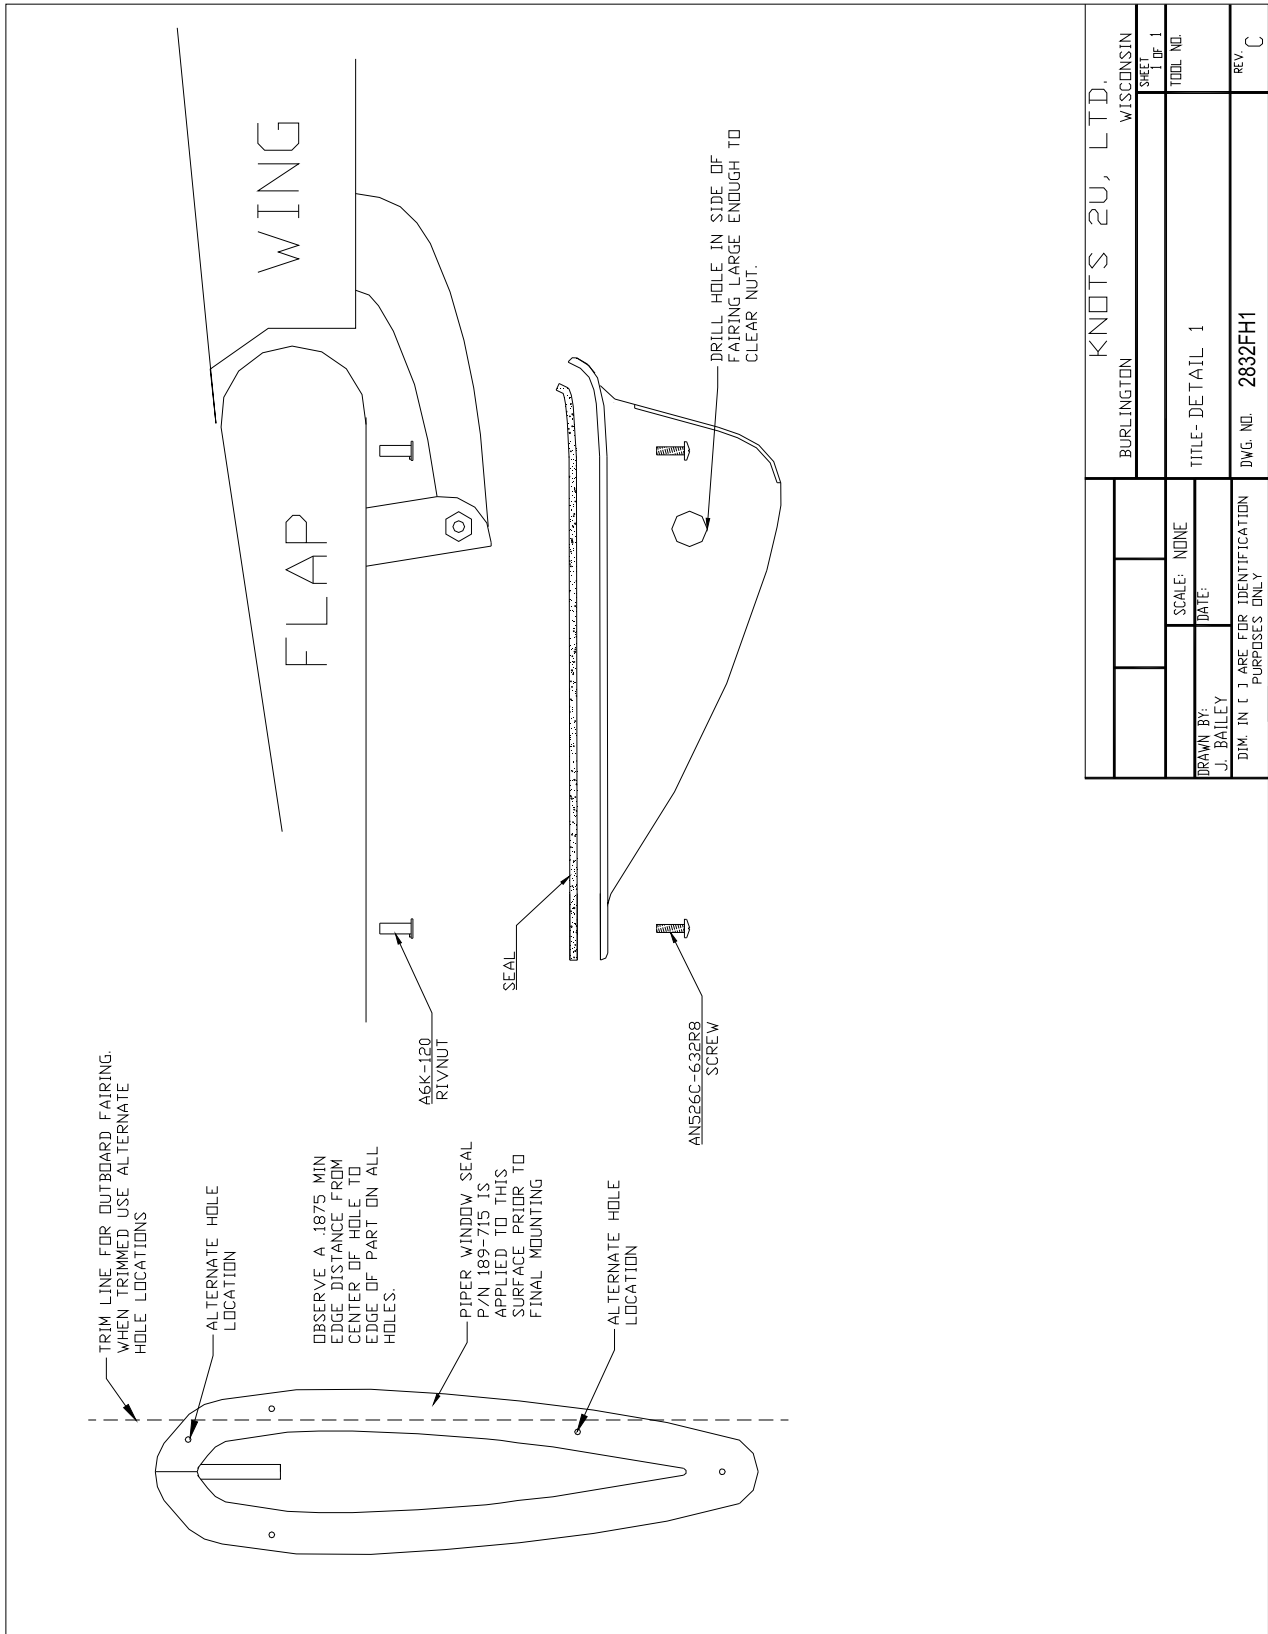 TRIM LINE FOR OUTBOARD FAIRING.
WHEN TRIMMED USE ALTERNATE
HOLE LOCATIONS
ALTERNATE HOLE
LOCATION
OBSERVE A .1875 MIN
EDGE DISTANCE FROM
CENTER OF HOLE TO
EDGE OF PART ON ALL
HOLES.
PIPER WINDOW SEAL
P/N 189-715 IS
APPLIED TO THIS
SURFACE PRIOR TO
FINAL MOUNTING
ALTERNATE HOLE
LOCATION
WING
FLAP
A6K-120
RIVNUT
SEAL
AN526C-632R8
SCREW
DRILL HOLE IN SIDE OF
FAIRING LARGE ENOUGH TO
CLEAR NUT.
KNOTS 2U, LTD.
BURLINGTON WISCONSIN
SHEET
1 OF 1
TOOL NO.
SCALE: NONE
TITLE- DETAIL 1
DRAWN BY:
J. BAILEY
DATE:
DIM. IN [ ] ARE FOR IDENTIFICATION
PURPOSES ONLY
DWG. NO. 2832FH1
REV. C